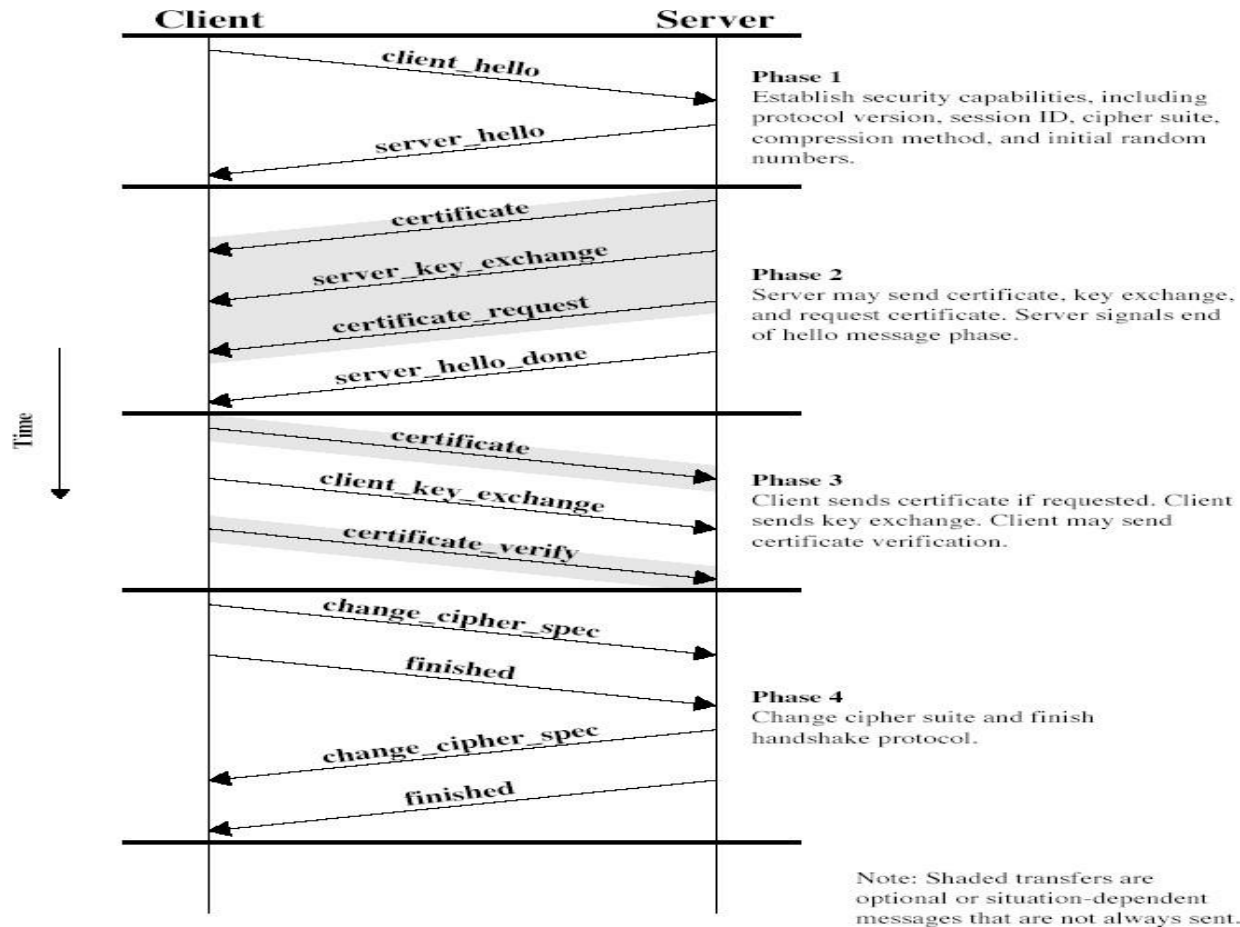 Client
Server
client_hello
server_hello
Phase 1
Establish security capabilities, including
protocol version, session ID, cipher suite,
compression method, and initial random
numbers.
certificate
server_key_exchange
certificate_request
server_hello_done
Phase 2
Server may send certificate, key exchange,
and request certificate. Server signals end
of hello message phase.
Time
certificate
client_key_exchange
certificate_verify
Phase 3
Client sends certificate if requested. Client
sends key exchange. Client may send
certificate verification.
change_cipher_spec
finished
change_cipher_spec
finished
Phase 4
Change cipher suite and finish
handshake protocol.
Note: Shaded transfers are
optional or situation-dependent
messages that are not always sent.